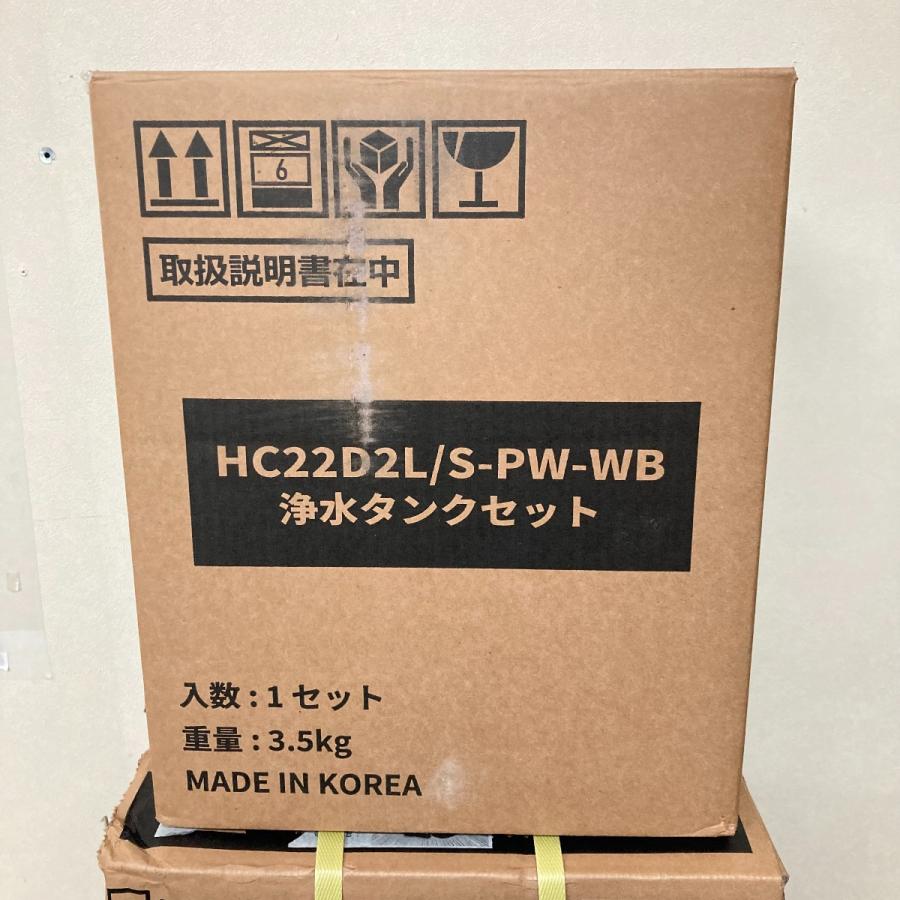 6
取扱説明書在中
HC22D2L/S-PW-WB
浄水タンクセット
入数 : 1 セット
重量 : 3.5kg
MADE IN KOREA